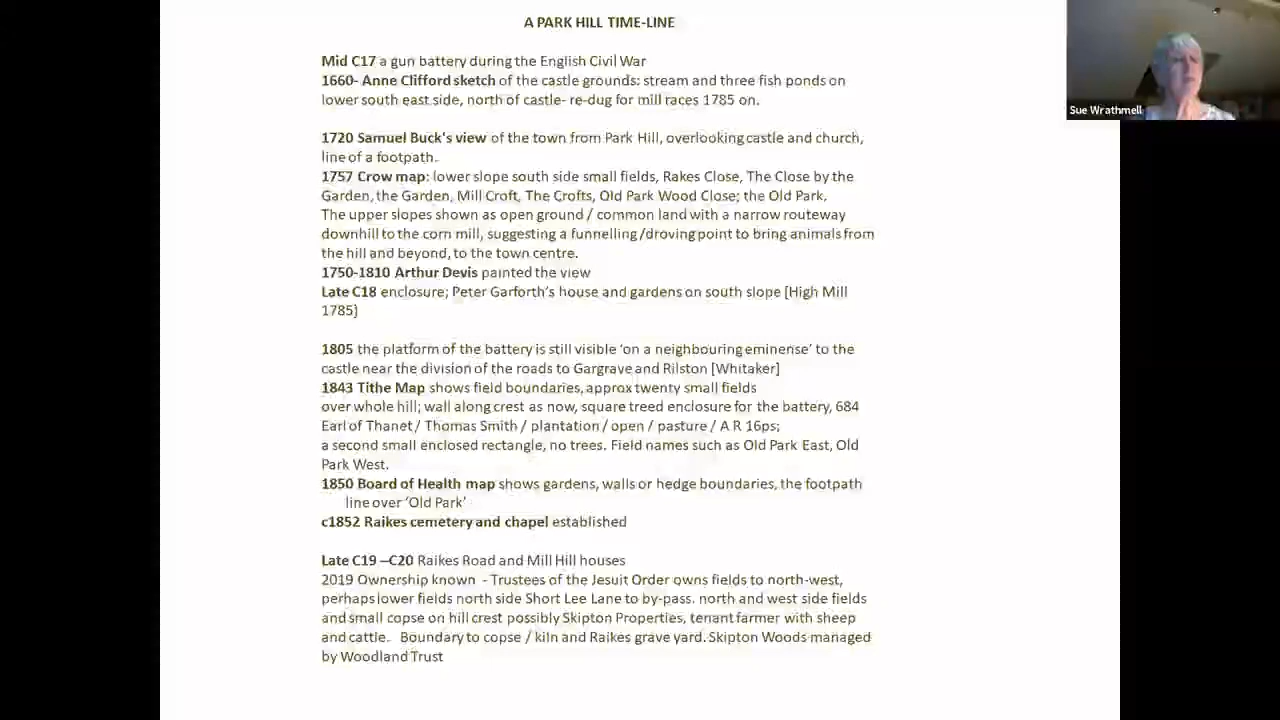 A PARK HILL TIME-LINE
Mid C17 a gun battery during the English Civil War
1660- Anne Clifford sketch of the castle grounds: stream and three fish ponds on
lower south east side, north of castle- re-dug for mill races 1785 on.
1720 Samuel Buck's view of the town from Park Hill, overlooking castle and church,
line of a footpath.
1757 Crow map: lower slope south side small fields, Rakes Close, The Close by the
Garden, the Garden, Mill Croft, The Crofts, Old Park Wood Close; the Old Park.
The upper slopes shown as open ground / common land with a narrow routeway
downhill to the corn mill, suggesting a funnelling /droving point to bring animals from
the hill and beyond, to the town centre.
1750-1810 Arthur Devis painted the view
Late C18 enclosure; Peter Garforth's house and gardens on south slope [High Mill
1785}
1805 the platform of the battery is still visible 'on a neighbouring eminense' to the
castle near the division of the roads to Gargrave and Rilston [Whitaker]
1843 Tithe Map shows field boundaries, approx twenty small fields
over whole hill; wall along crest as now, square treed enclosure for the battery, 684
Earl of Thanet / Thomas Smith / plantation / open / pasture / A R 16ps;
a second small enclosed rectangle, no trees. Field names such as Old Park East, Old
Park West.
1850 Board of Health map shows gardens, walls or hedge boundaries, the footpath
line over 'Old Park'
c1852 Raikes cemetery and chapel established
Late C19 –C20 Raikes Road and Mill Hill houses
2019 Ownership known - Trustees of the Jesuit Order owns fields to north-west,
perhaps lower fields north side Short Lee Lane to by-pass. north and west side fields
and small copse on hill crest possibly Skipton Properties, tenant farmer with sheep
and cattle. Boundary to copse / kiln and Raikes grave yard. Skipton Woods managed
by Woodland Trust
Sue Wrathmell